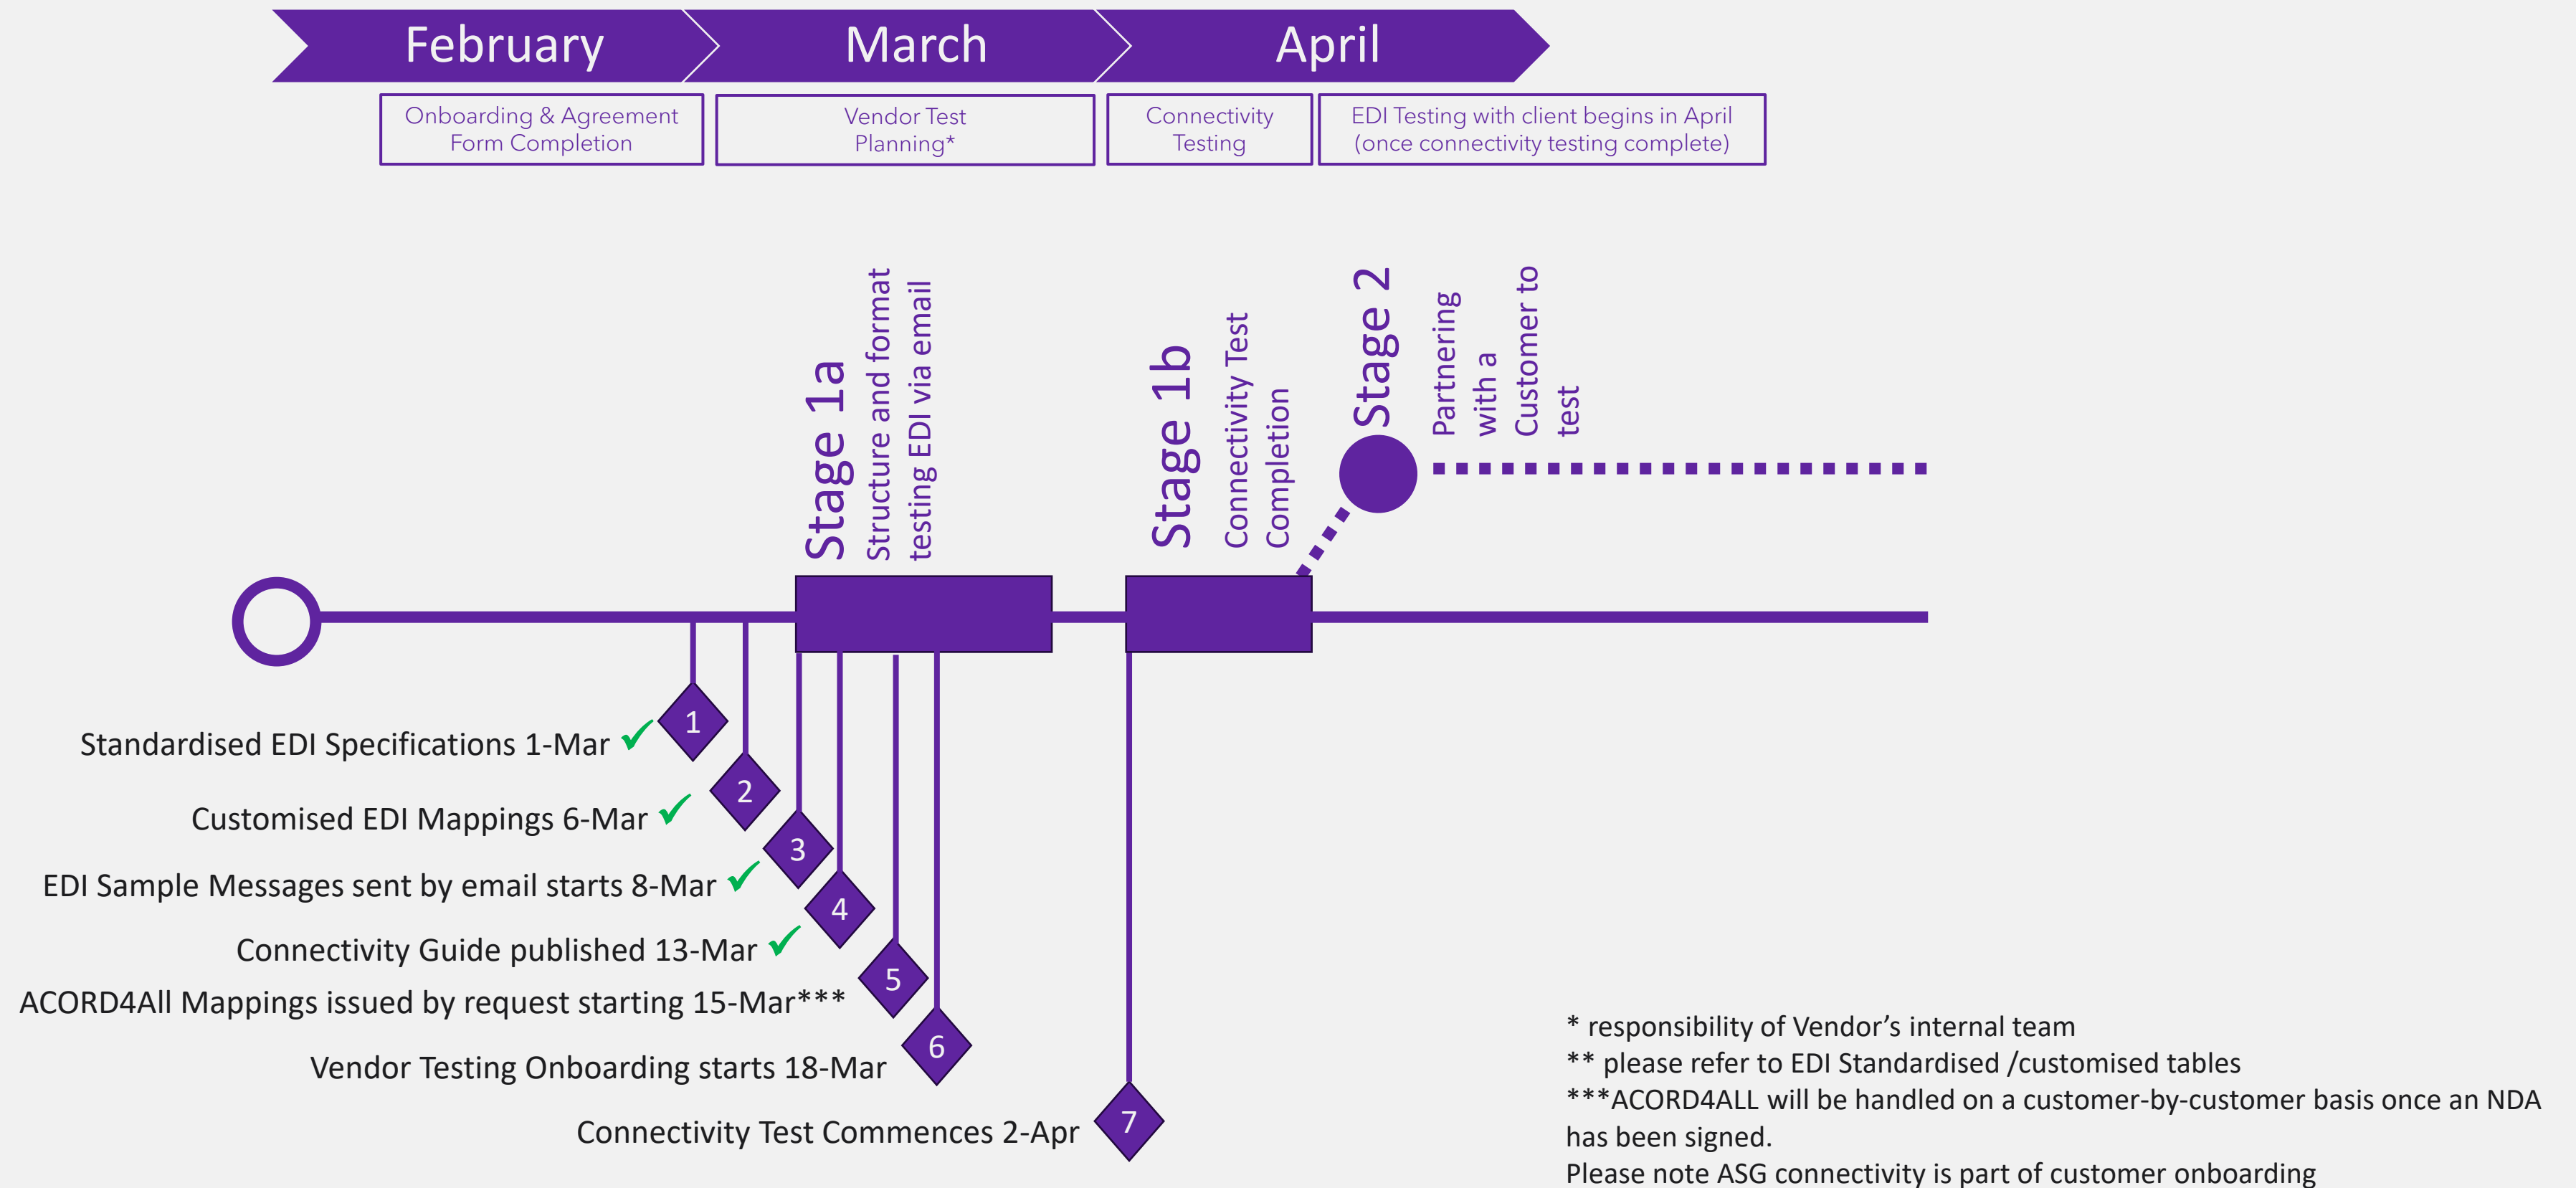 February
March
April
Onboarding & Agreement
Form Completion
Vendor Test
Planning*
Connectivity
Testing
EDI Testing with client begins in April
(once connectivity testing complete)
Stage 1a
Structure and format
testing EDI via email
Stage 1b
Connectivity Test
Completion
Stage 2
Partnering
with a
Customer to
test
Standardised EDI Specifications 1-Mar
1
Customised EDI Mappings 6-Mar
2
EDI Sample Messages sent by email starts 8-Mar
3
Connectivity Guide published 13-Mar
4
ACORD4All Mappings issued by request starting 15-Mar***
5
Vendor Testing Onboarding starts 18-Mar
6
Connectivity Test Commences 2-Apr
7
* responsibility of Vendor’s internal team
** please refer to EDI Standardised /customised tables
***ACORD4ALL will be handled on a customer-by-customer basis once an NDA
has been signed.
Please note ASG connectivity is part of customer onboarding